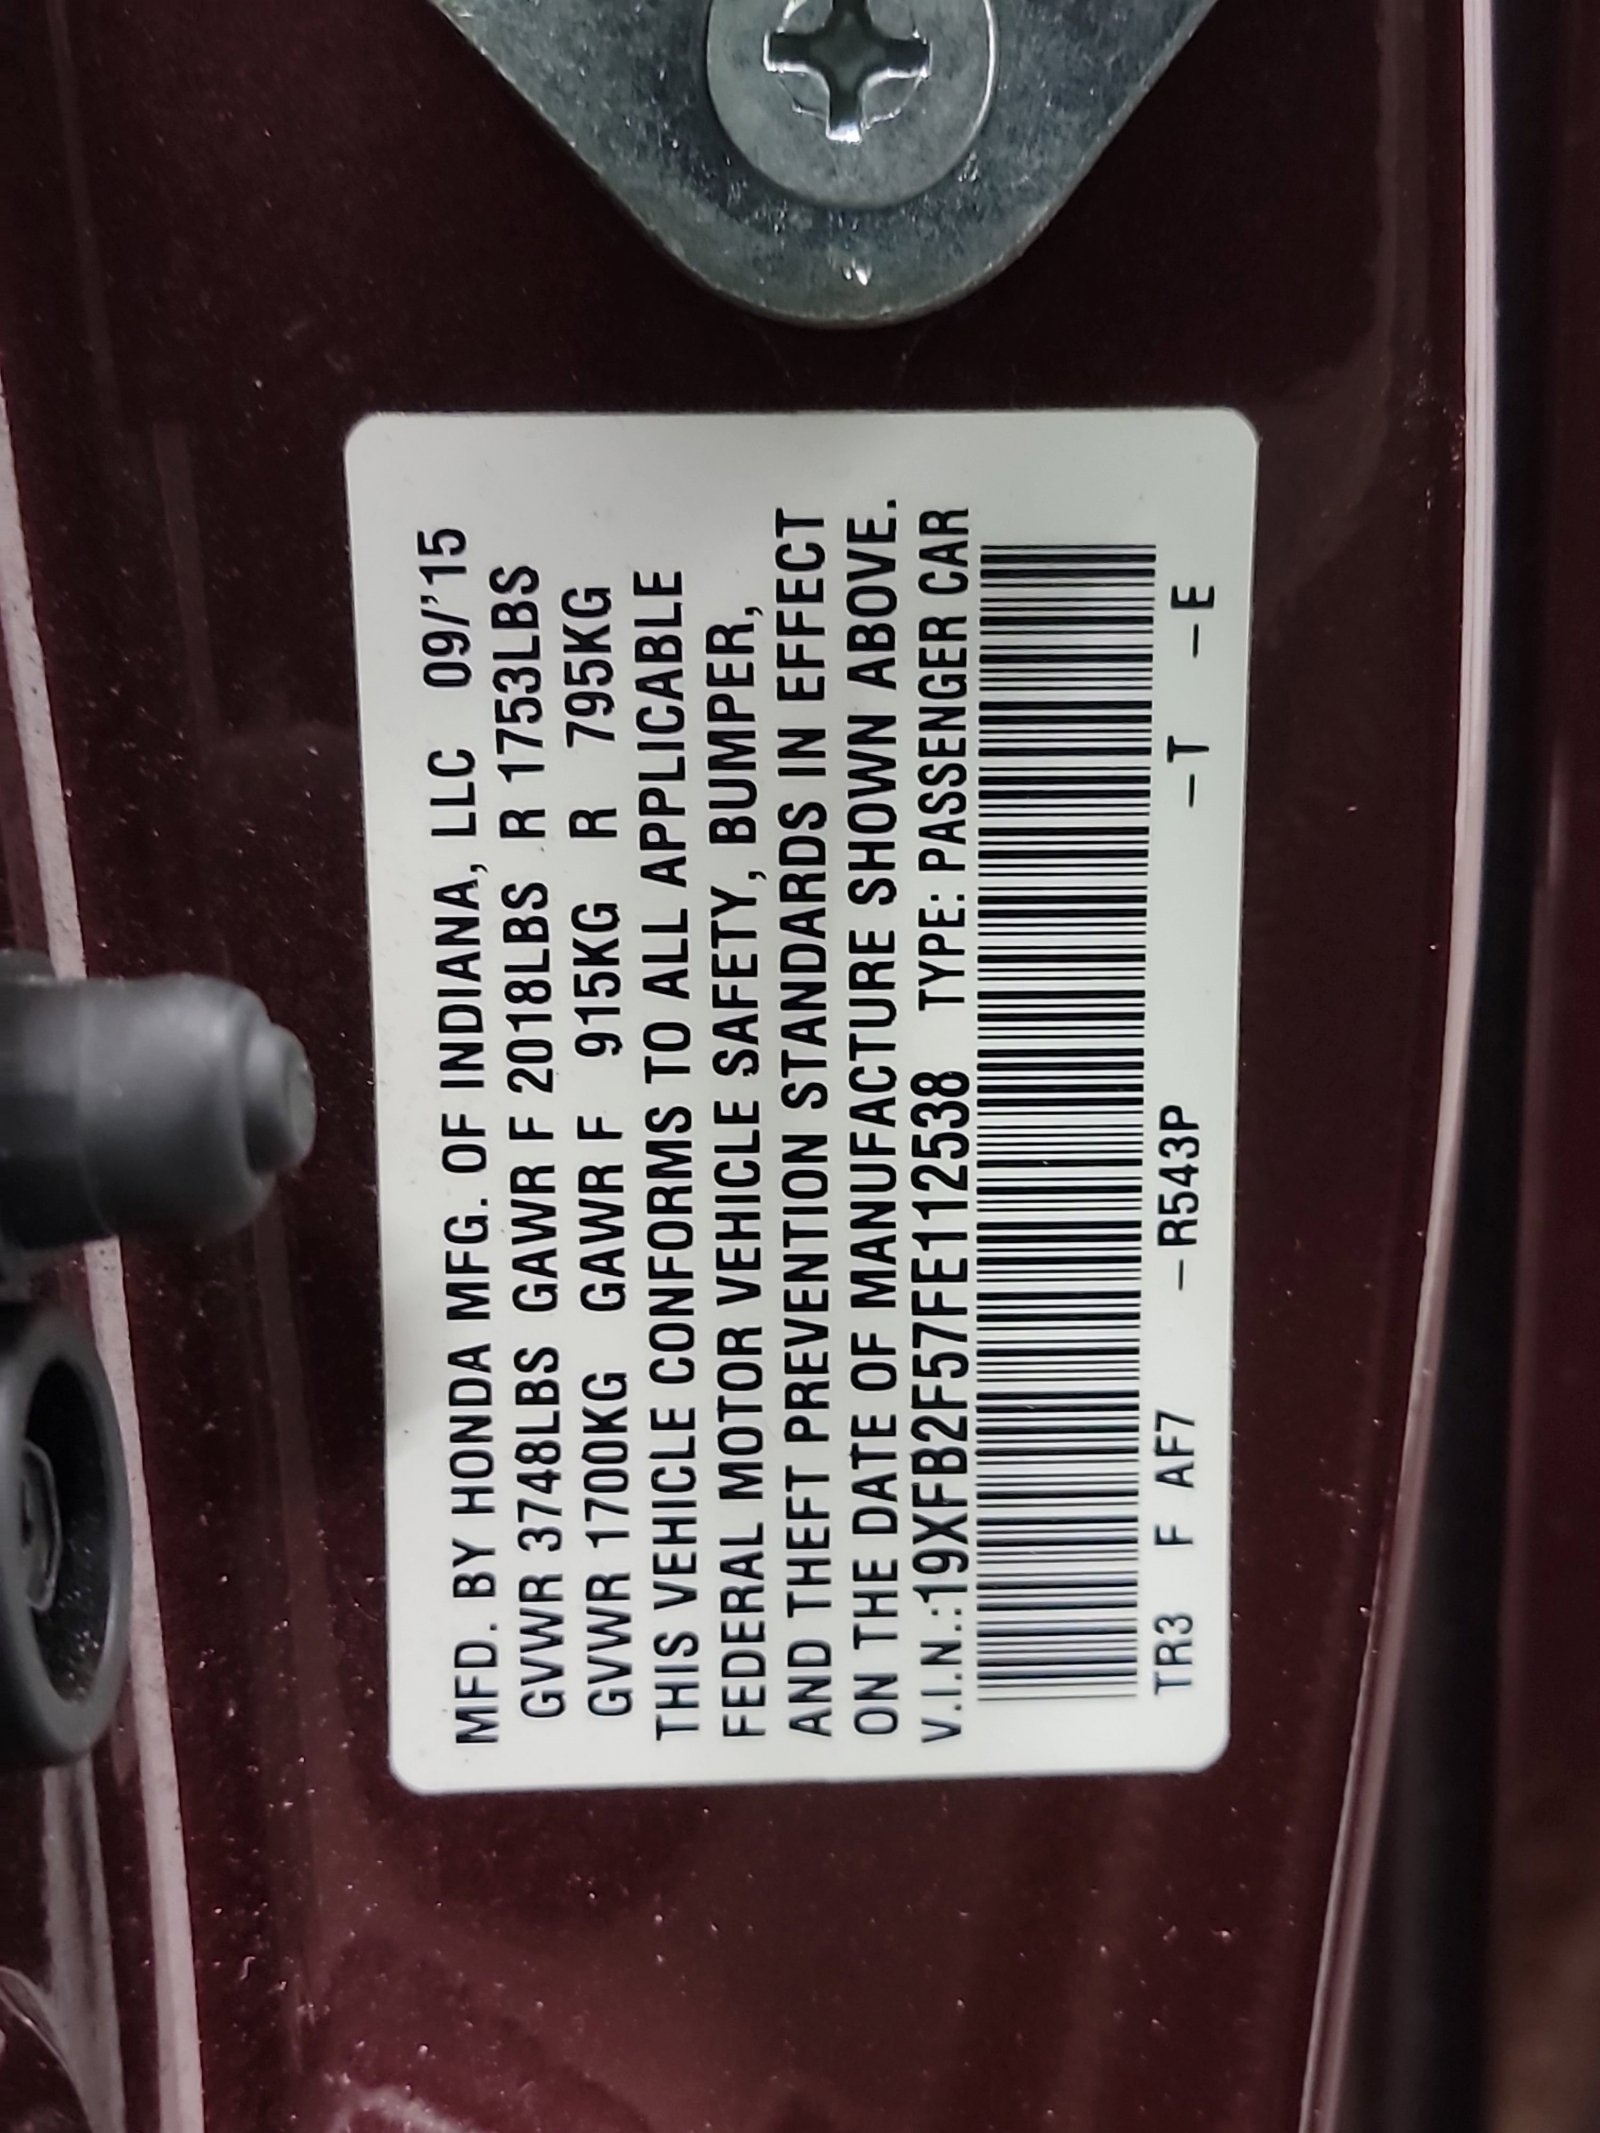 MFD. BY HONDA MFG. OF INDIANA, LLC 09/'15
GVWR 3748LBS GAWR F 2018LBS R 1753LBS
GVWR 1700KG GAWR F 915KG R 795KG
THIS VEHICLE CONFORMS TO ALL APPLICABLE
FEDERAL MOTOR VEHICLE SAFETY, BUMPER,
AND THEFT PREVENTION STANDARDS IN EFFECT
ON THE DATE OF MANUFACTURE SHOWN ABOVE.
V.I.N.:19XFB2F57FE112538 TYPE: PASSENGER CAR
TR3 F AF7 –R543P –T –E